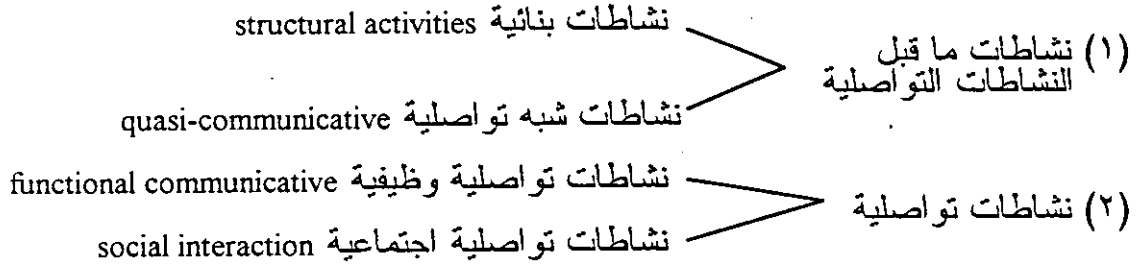 نشاطات بنائية structural activities
(١) نشاطات ما قبل
النشاطات التواصلية
نشاطات شبه تواصلية quasi-communicative
نشاطات تواصلية وظيفية functional communicative
(٢) نشاطات تواصلية
نشاطات تواصلية اجتماعية social interaction